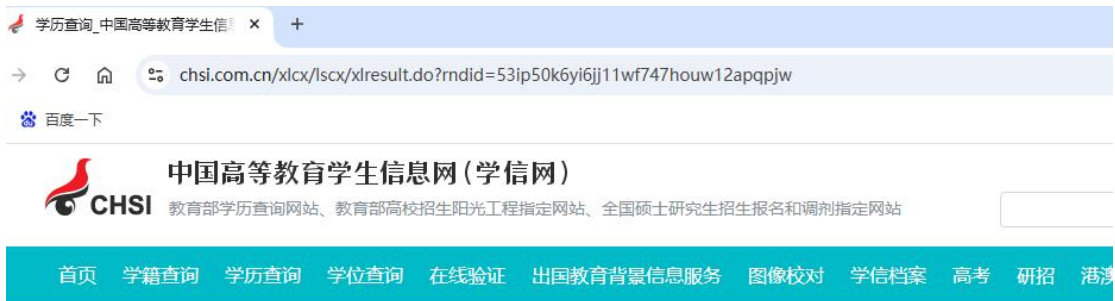 学历查询_中国高等教育学生信
chsi.com.cn/xlcx/lscx/xlresult.do?rndid=53ip50k6yi6jj11wf747houw12apqpjw
百度一下
中国高等教育学生信息网(学信网)
CHSI 教育部学历查询网站、教育部高校招生阳光工程指定网站、全国硕士研究生招生报名和调剂指定网站
首页 学籍查询 学历查询 学位查询 在线验证 出国教育背景信息服务 图像校对 学信档案 高考 研招 港澳